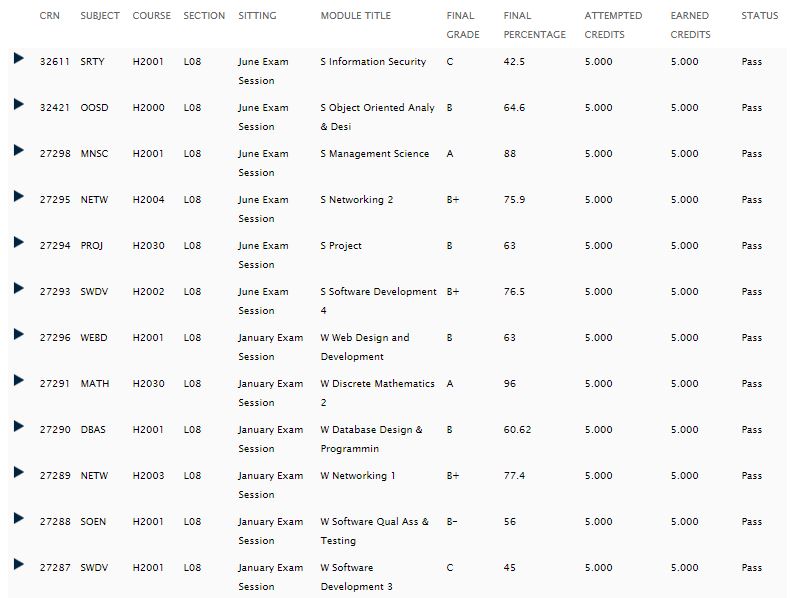 CRN SUBJECT COURSE SECTION SITTING MODULE TITLE FINAL GRADE FINAL PERCENTAGE ATTEMPTED CREDITS EARNED CREDITS STATUS
32611 SRTY H2001 L08 June Exam Session S Information Security C 42.5 5.000 5.000 Pass
32421 OOSD H2000 L08 June Exam Session S Object Oriented Analy & Desi B 64.6 5.000 5.000 Pass
27298 MNSC H2001 L08 June Exam Session S Management Science A 88 5.000 5.000 Pass
27295 NETW H2004 L08 June Exam Session S Networking 2 B+ 75.9 5.000 5.000 Pass
27294 PROJ H2030 L08 June Exam Session S Project B 63 5.000 5.000 Pass
27293 SWDV H2002 L08 June Exam Session S Software Development 4 B+ 76.5 5.000 5.000 Pass
27296 WEBD H2001 L08 January Exam Session W Web Design and Development B 63 5.000 5.000 Pass
27291 MATH H2030 L08 January Exam Session W Discrete Mathematics 2 A 96 5.000 5.000 Pass
27290 DBAS H2001 L08 January Exam Session W Database Design & Programmin B 60.62 5.000 5.000 Pass
27289 NETW H2003 L08 January Exam Session W Networking 1 B+ 77.4 5.000 5.000 Pass
27288 SOEN H2001 L08 January Exam Session W Software Qual Ass & Testing B- 56 5.000 5.000 Pass
27287 SWDV H2001 L08 January Exam Session W Software Development 3 C 45 5.000 5.000 Pass